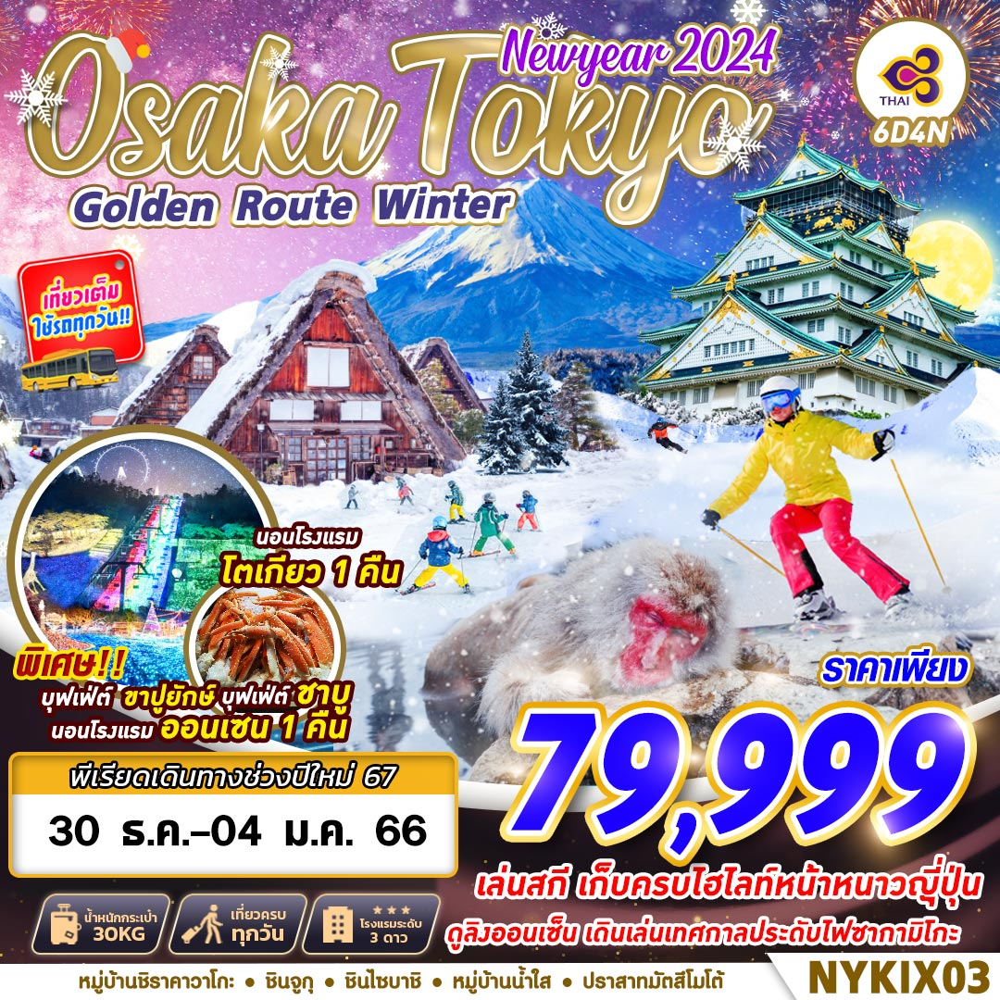 Newyear 2024
Osaka Tokyo
Golden Route Winter
THAI
6D4N
เที่ยวเต็ม
ใช้รถทุกวัน!!
นอนโรงแรม
โตเกียว 1 คืน
พิเศษ!!
บุฟเฟ่ต์ ขาปูยักษ์ บุฟเฟ่ต์ ชาบู
นอนโรงแรม ออนเซ็น 1 คืน
ราคาเพียง
79,999
พีเรียดเดินทางช่วงปีใหม่ 67
30 ธ.ค.-04 ม.ค. 66
เล่นสกี เก็บครบไฮไลท์หน้าหนาวญี่ปุ่น
ดูลิงออนเซ็น เดินเล่นเทศกาลประดับไฟซากามิโกะ
น้ำหนักกระเป๋า
30KG
เที่ยวครบ
ทุกวัน
★★★
โรงแรมระดับ
3 ดาว
หมู่บ้านชิราคาวาโกะ • ชินจูกุ • ชินไซบาชิ • หมู่บ้านน้ำใส • ปราสาทมัตสึโมโต้
NYKIX03